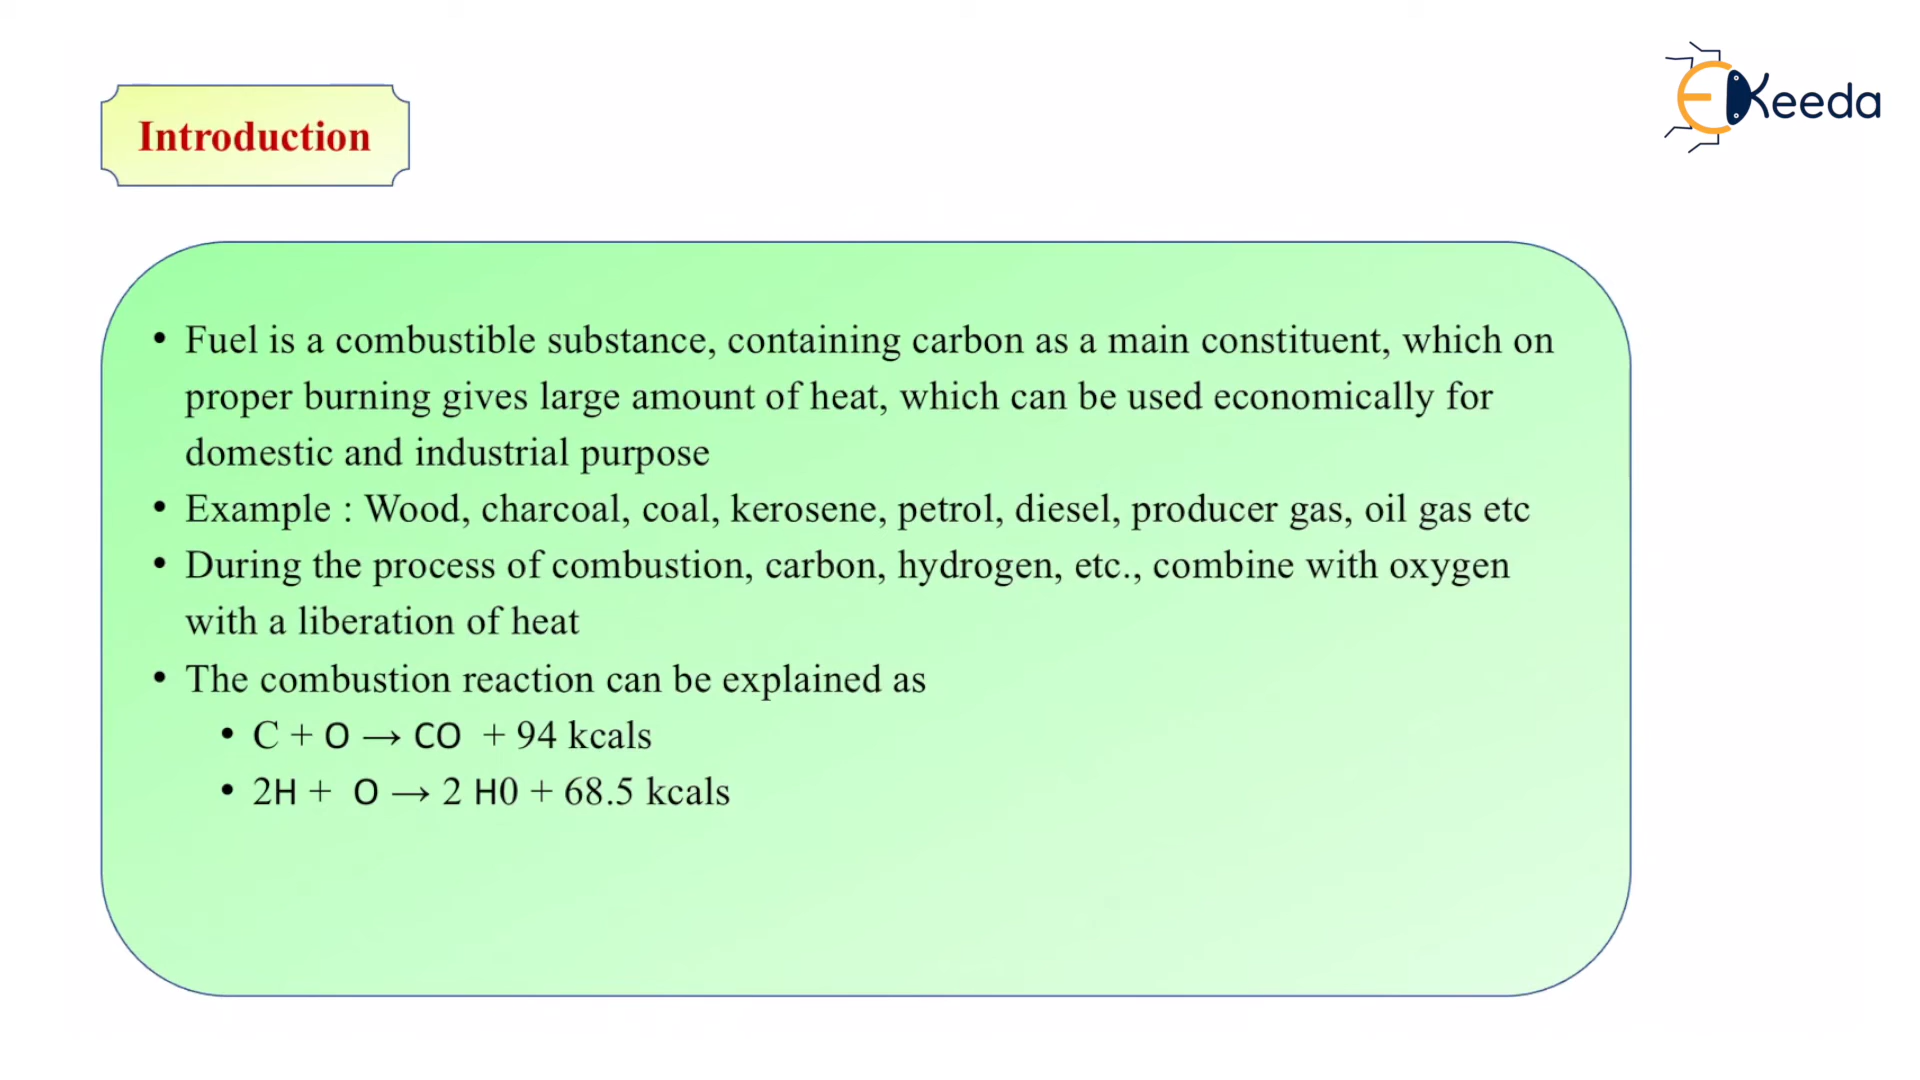 Introduction
EKeeda
• Fuel is a combustible substance, containing carbon as a main constituent, which on
proper burning gives large amount of heat, which can be used economically for
domestic and industrial purpose
• Example : Wood, charcoal, coal, kerosene, petrol, diesel, producer gas, oil gas etc
• During the process of combustion, carbon, hydrogen, etc., combine with oxygen
with a liberation of heat
• The combustion reaction can be explained as
• C + O → CO + 94 kcals
• 2H + O → 2 H0 + 68.5 kcals